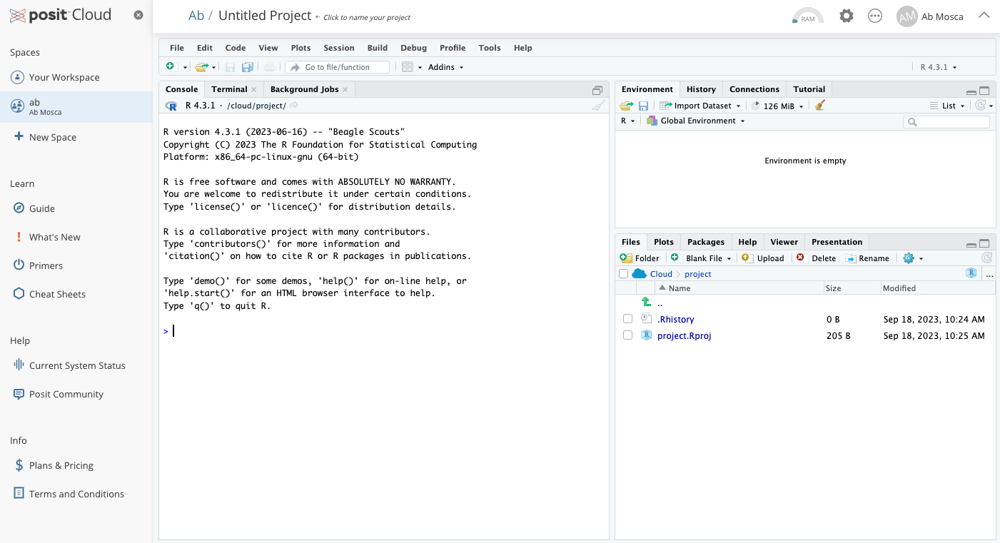 posit Cloud
Spaces
Your Workspace
ab
Ab Mosca
New Space
Learn
Guide
What's New
Primers
Cheat Sheets
Help
Current System Status
Posit Community
Info
Plans & Pricing
Terms and Conditions
Ab / Untitled Project ← Click to name your project
RAM
AM Ab Mosca
File Edit Code View Plots Session Build Debug Profile Tools Help
Go to file/function Addins R 4.3.1
Console Terminal Background Jobs
R 4.3.1 · /cloud/project/
R version 4.3.1 (2023-06-16) -- "Beagle Scouts"
Copyright (C) 2023 The R Foundation for Statistical Computing
Platform: x86_64-pc-linux-gnu (64-bit)
R is free software and comes with ABSOLUTELY NO WARRANTY.
You are welcome to redistribute it under certain conditions.
Type 'license()' or 'licence()' for distribution details.
R is a collaborative project with many contributors.
Type 'contributors()' for more information and
'citation()' on how to cite R or R packages in publications.
Type 'demo()' for some demos, 'help()' for on-line help, or
'help.start()' for an HTML browser interface to help.
Type 'q()' to quit R.
>
Environment History Connections Tutorial
Import Dataset 126 MiB List
R Global Environment
Environment is empty
Files Plots Packages Help Viewer Presentation
Folder Blank File Upload Delete Rename
Cloud project R ...
Name Size Modified
..
.Rhistory 0 B Sep 18, 2023, 10:24 AM
project.Rproj 205 B Sep 18, 2023, 10:25 AM